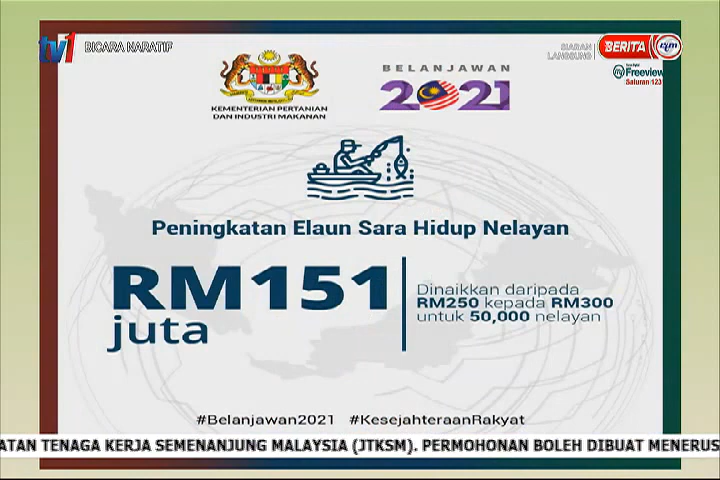 tv1 BICARA NARATIF
SIARAN
LANGSUNG
BERITA rtm
Freeview
Saluran 123
KEMENTERIAN PERTANIAN
DAN INDUSTRI MAKANAN
BELANJAWAN
2021
Peningkatan Elaun Sara Hidup Nelayan
RM151
juta
Dinaikkan daripada
RM250 kepada RM300
untuk 50,000 nelayan
#Belanjawan2021 #KesejahteraanRakyat
ATAN TENAGA KERJA SEMENANJUNG MALAYSIA (JTKSM). PERMOHONAN BOLEH DIBUAT MENERUS